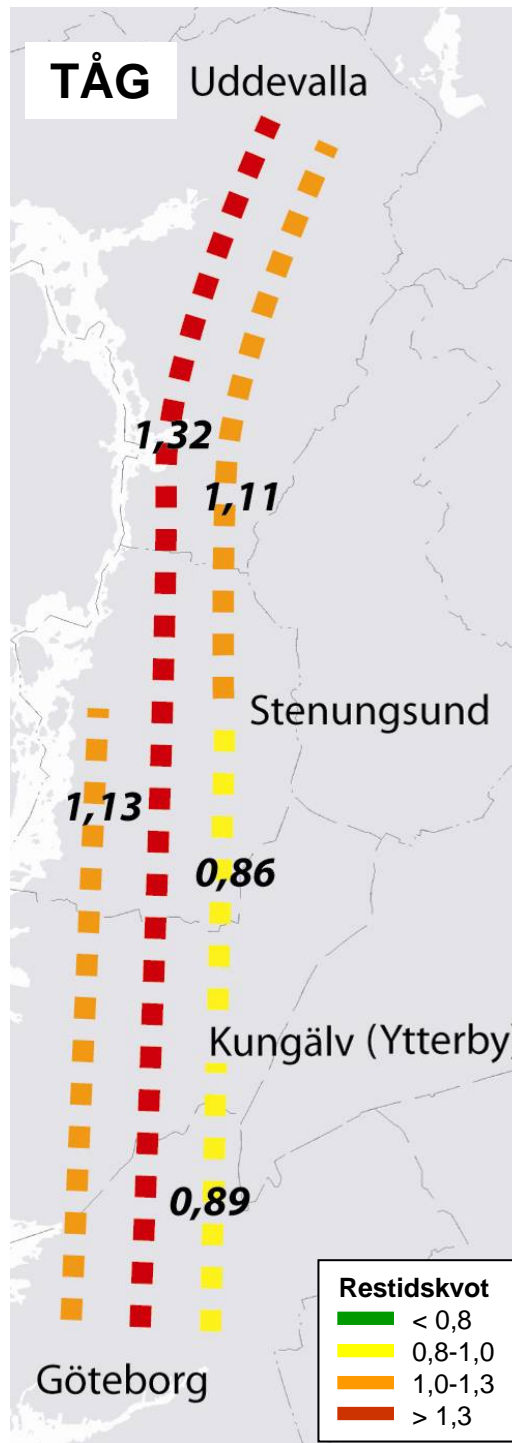 TÅG
Uddevalla
1,32
1,11
Stenungsund
1,13
0,86
Kungälv (Ytterby)
0,89
Göteborg
Restidskvot
< 0,8
0,8-1,0
1,0-1,3
> 1,3